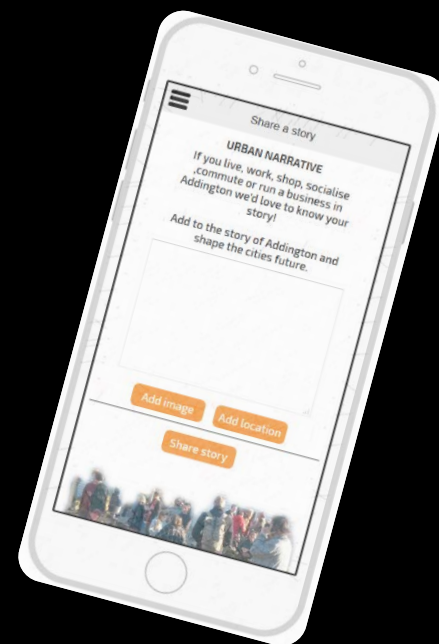 Share a story
URBAN NARRATIVE
If you live, work, shop, socialise
,commute or run a business in
Addington we'd love to know your
story!
Add to the story of Addington and
shape the cities future.
Add image
Add location
Share story